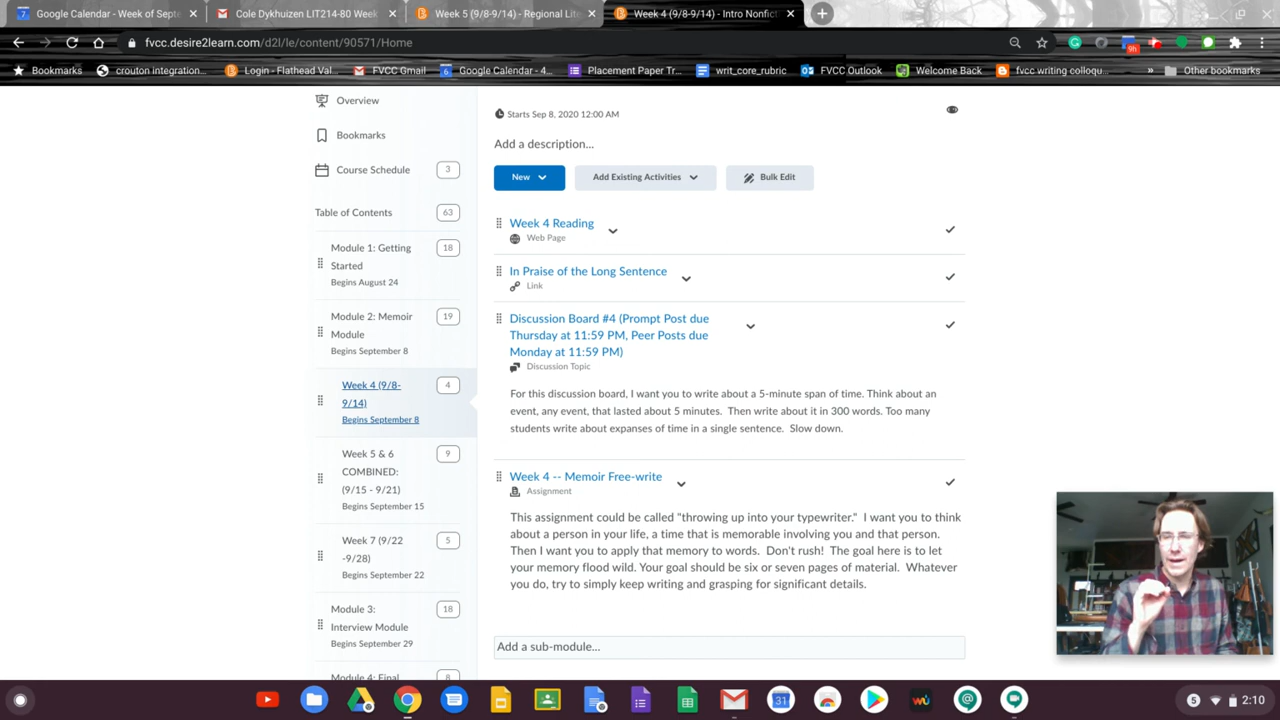 Google Calendar - Week of Septe
Cole Dykhuizen LIT214-80 Week
Week 5 (9/8-9/14) - Regional Lite
Week 4 (9/8-9/14) - Intro Nonfict
fvcc.desire2learn.com/d2l/le/content/90571/Home
9h
Bookmarks
crouton integration...
Login - Flathead Val...
FVCC Gmail
Google Calendar - 4...
Placement Paper Tr...
writ_core_rubric
FVCC Outlook
Welcome Back
fvcc writing colloqu...
»
Other bookmarks
Overview
Bookmarks
Course Schedule
3
Table of Contents
63
Module 1: Getting
Started
18
Begins August 24
Module 2: Memoir
Module
19
Begins September 8
Week 4 (9/8-
9/14)
4
Begins September 8
Week 5 & 6
COMBINED:
(9/15 - 9/21)
9
Begins September 15
Week 7 (9/22
-9/28)
5
Begins September 22
Module 3:
Interview Module
18
Begins September 29
Module 4: Final
8
Starts Sep 8, 2020 12:00 AM
Add a description...
New
Add Existing Activities
Bulk Edit
Week 4 Reading
Web Page
In Praise of the Long Sentence
Link
Discussion Board #4 (Prompt Post due
Thursday at 11:59 PM, Peer Posts due
Monday at 11:59 PM)
Discussion Topic
For this discussion board, I want you to write about a 5-minute span of time. Think about an
event, any event, that lasted about 5 minutes. Then write about it in 300 words. Too many
students write about expanses of time in a single sentence. Slow down.
Week 4 -- Memoir Free-write
Assignment
This assignment could be called "throwing up into your typewriter." I want you to think
about a person in your life, a time that is memorable involving you and that person.
Then I want you to apply that memory to words. Don't rush! The goal here is to let
your memory flood wild. Your goal should be six or seven pages of material. Whatever
you do, try to simply keep writing and grasping for significant details.
Add a sub-module...
31
5
2:10